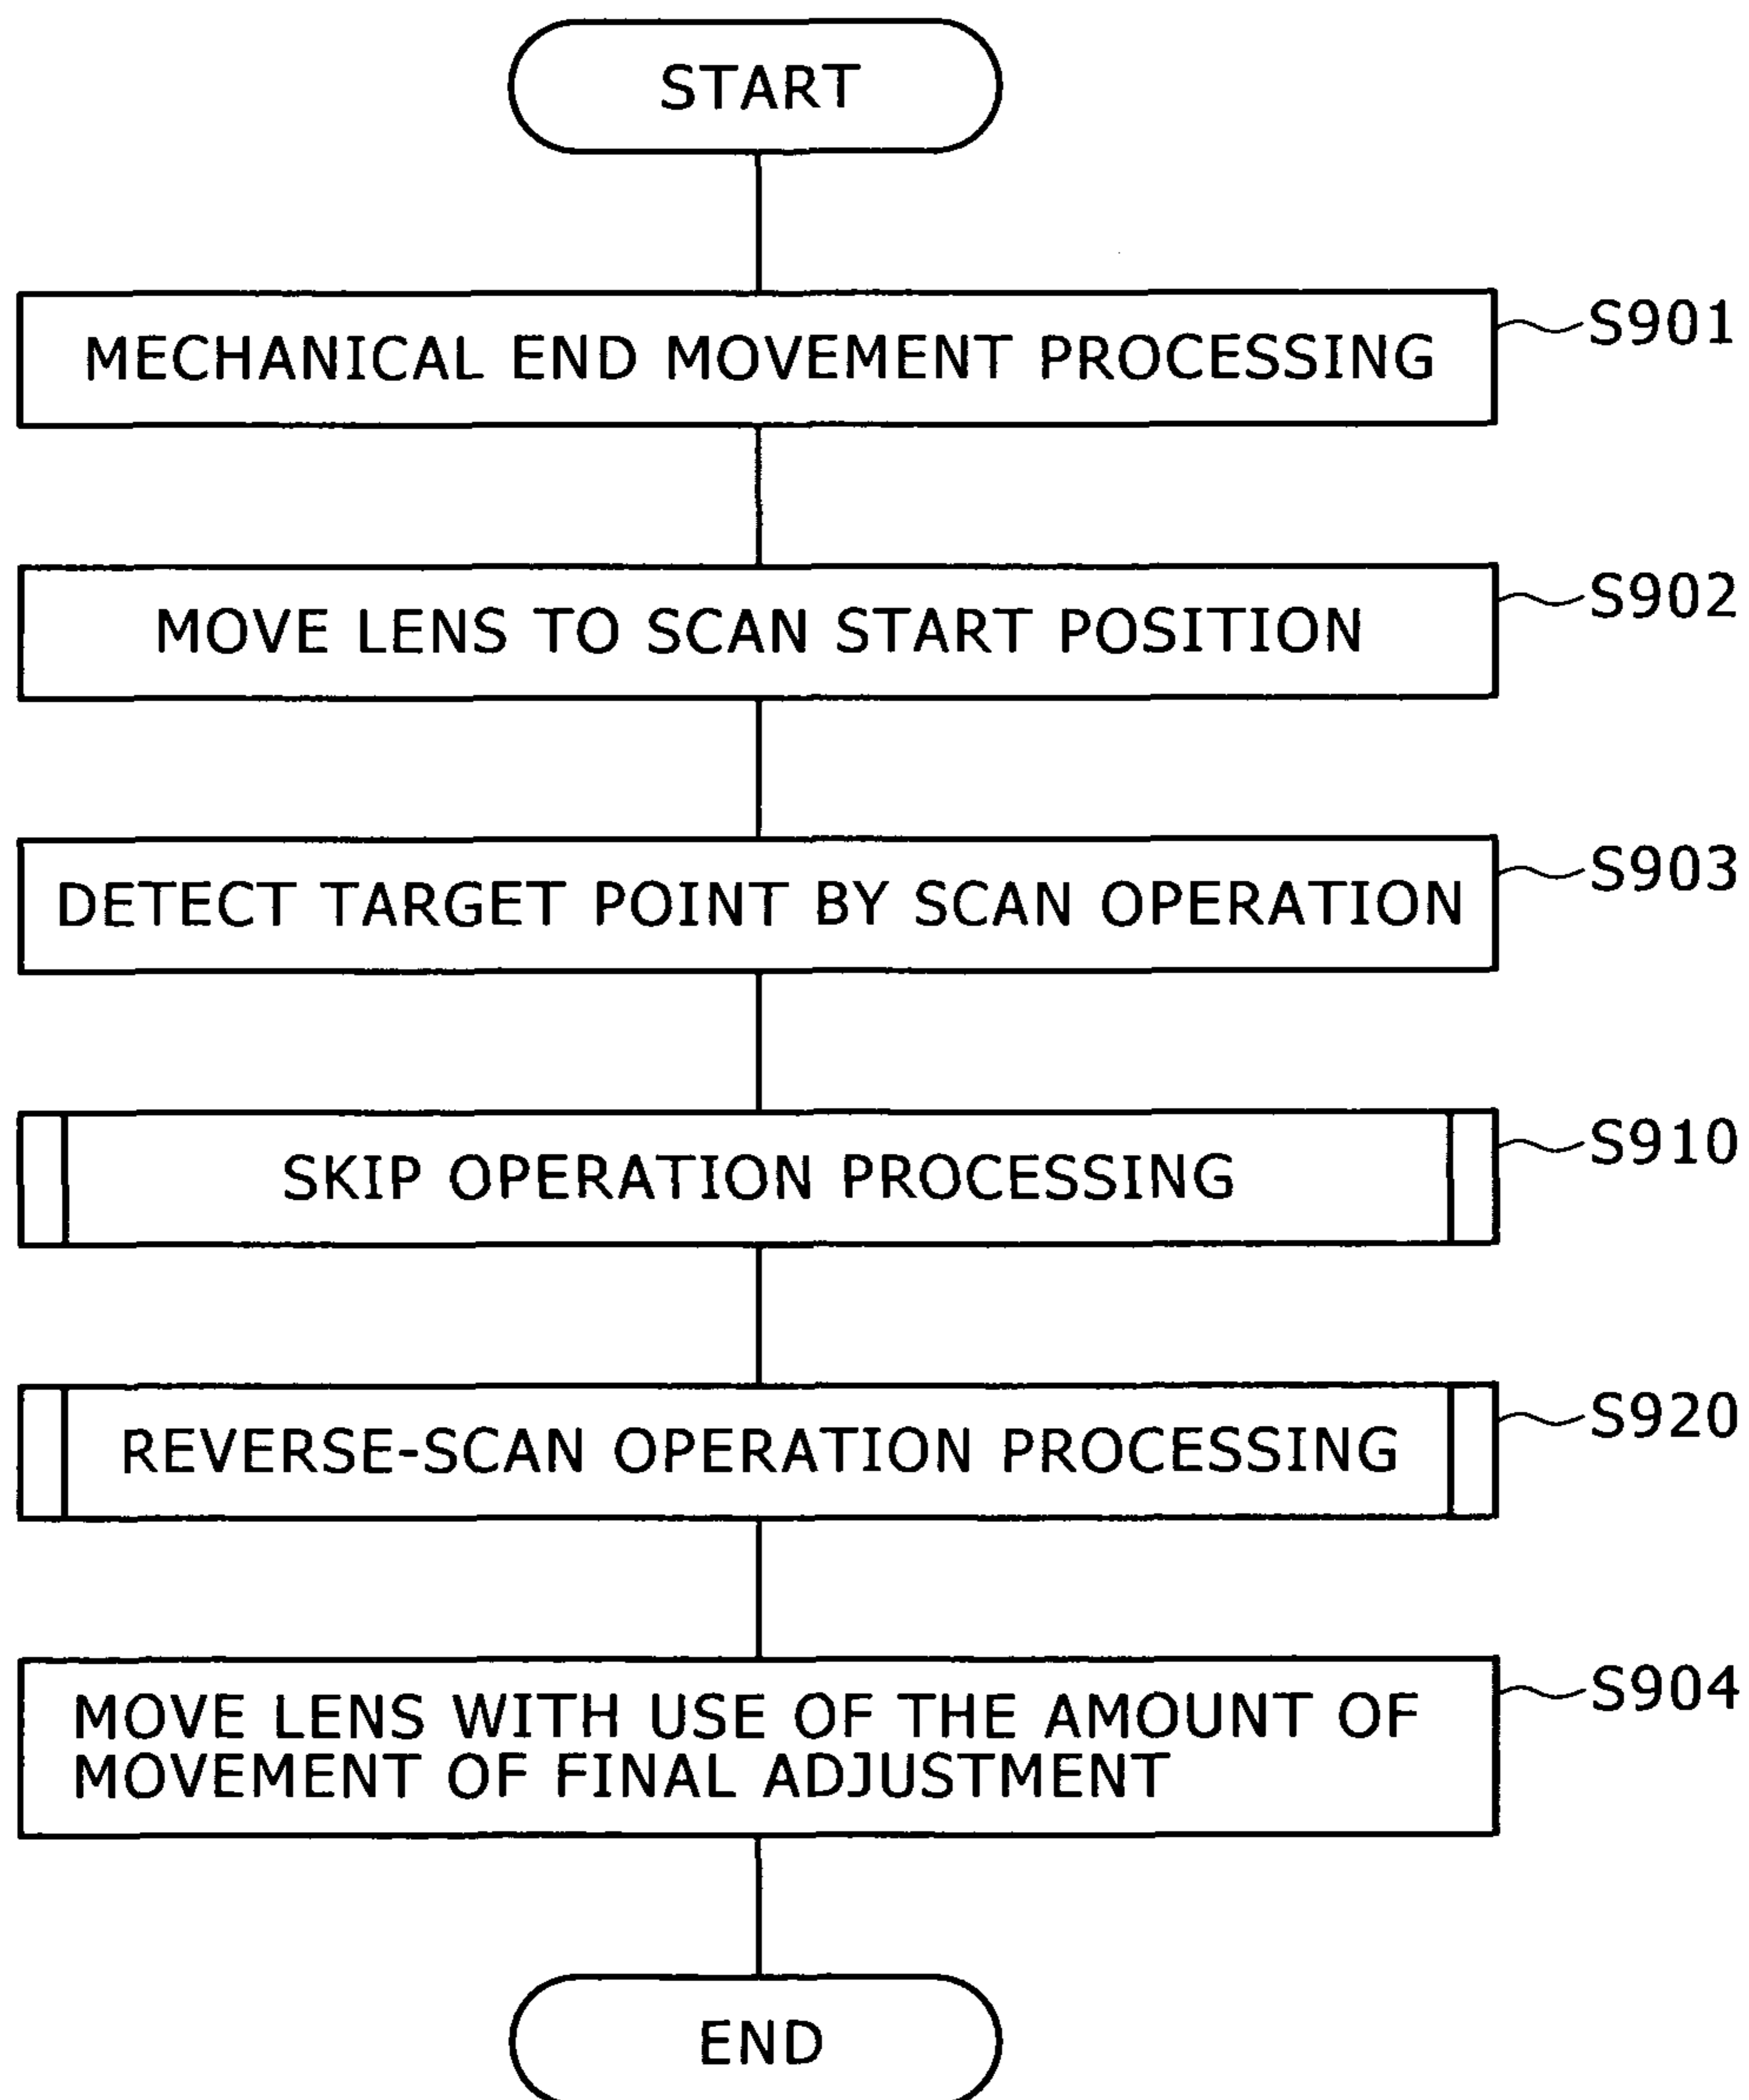 START
MECHANICAL END MOVEMENT PROCESSING
S901
MOVE LENS TO SCAN START POSITION
S902
DETECT TARGET POINT BY SCAN OPERATION
S903
SKIP OPERATION PROCESSING
S910
REVERSE-SCAN OPERATION PROCESSING
S920
MOVE LENS WITH USE OF THE AMOUNT OF
MOVEMENT OF FINAL ADJUSTMENT
S904
END